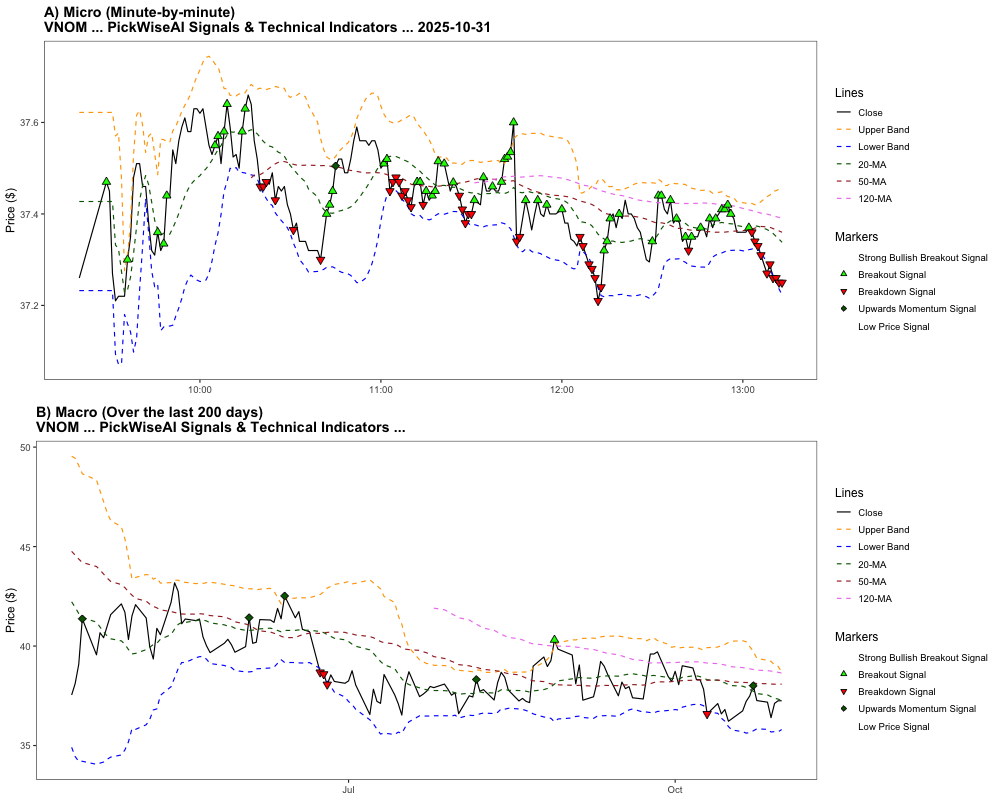 A) Micro (Minute-by-minute)
VNOM ... PickWiseAI Signals & Technical Indicators ... 2025-10-31
Price ($)
37.6
37.4
37.2
10:00
11:00
12:00
13:00
Lines
Close
Upper Band
Lower Band
20-MA
50-MA
120-MA
Markers
Strong Bullish Breakout Signal
Breakout Signal
Breakdown Signal
Upwards Momentum Signal
Low Price Signal
B) Macro (Over the last 200 days)
VNOM ... PickWiseAI Signals & Technical Indicators ...
Price ($)
50
45
40
35
Jul
Oct
Lines
Close
Upper Band
Lower Band
20-MA
50-MA
120-MA
Markers
Strong Bullish Breakout Signal
Breakout Signal
Breakdown Signal
Upwards Momentum Signal
Low Price Signal